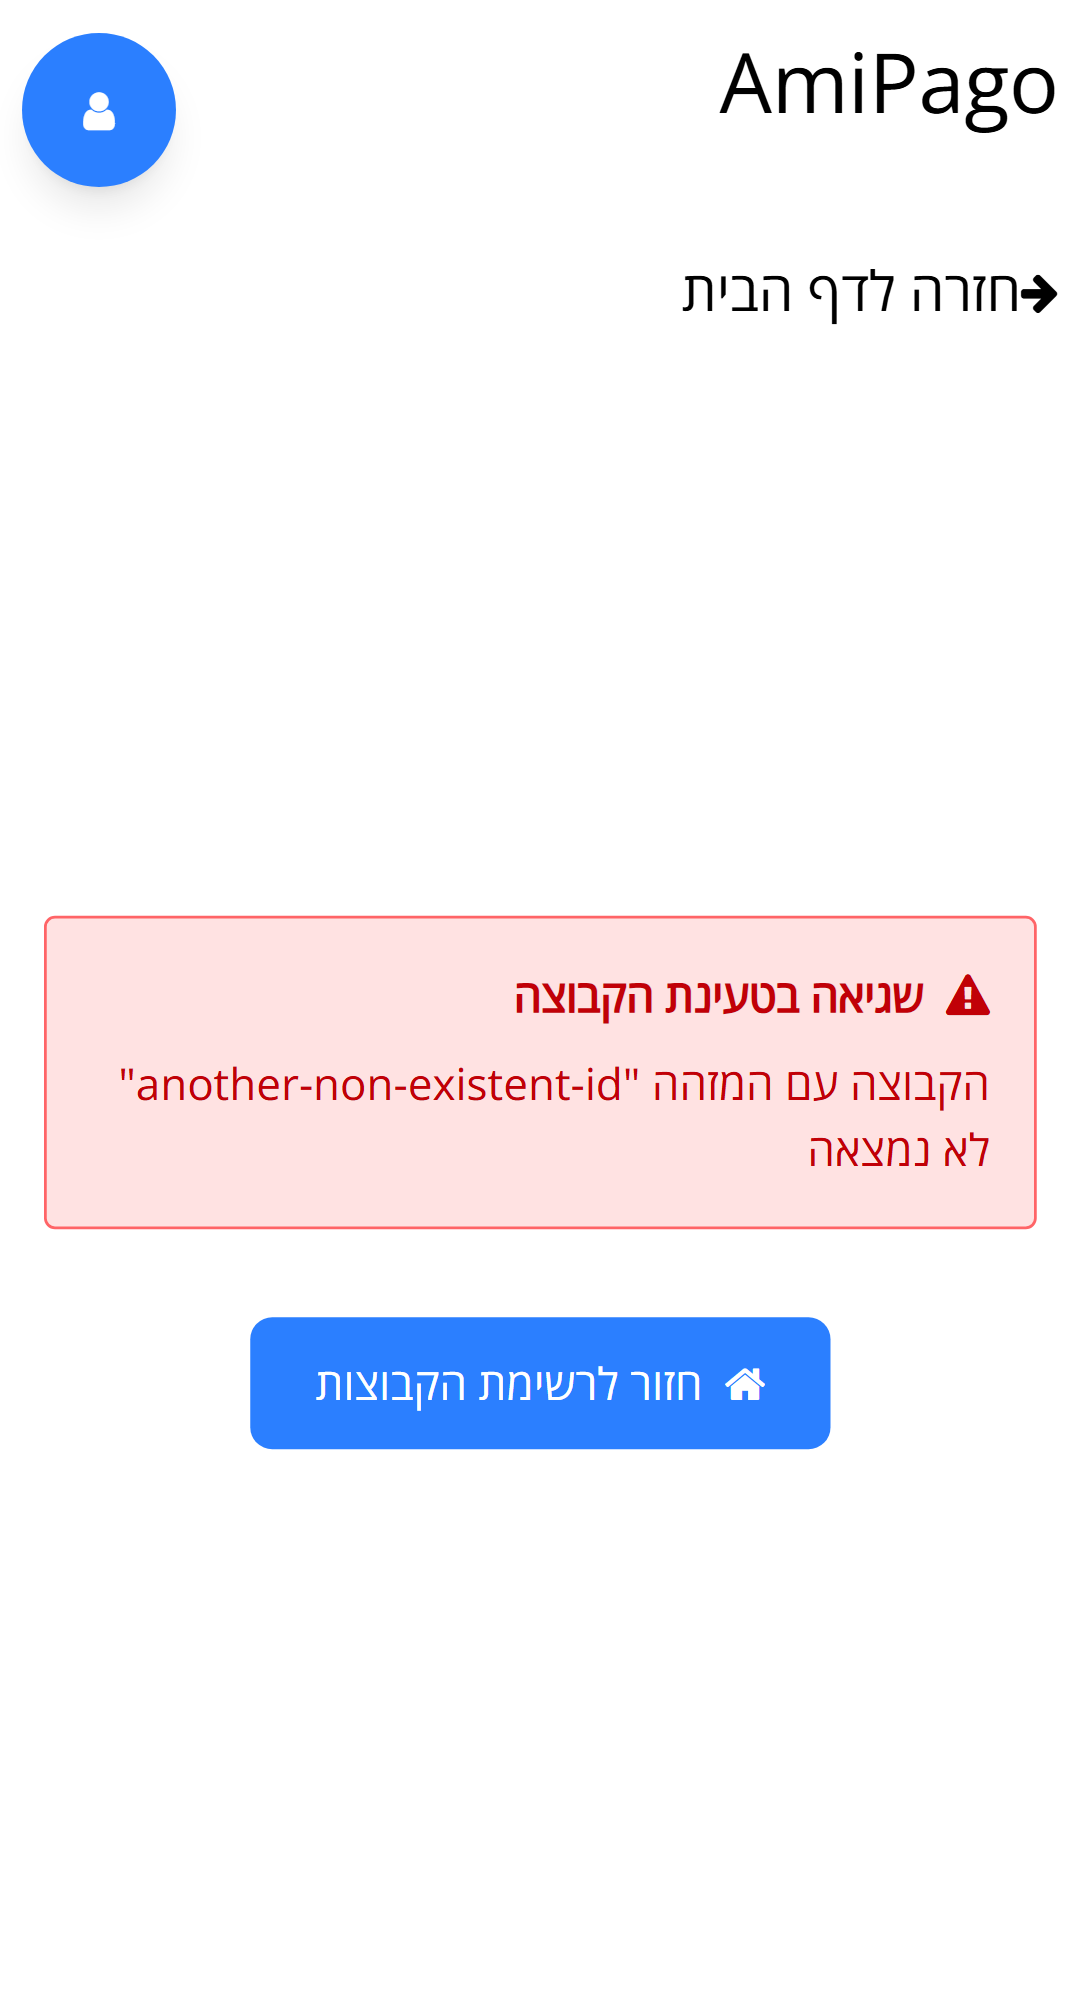 AmiPago
חזרה לדף הבית
שגיאה בטעינת הקבוצה
הקבוצה עם המזהה "another-non-existent-id"
לא נמצאה
חזור לרשימת הקבוצות